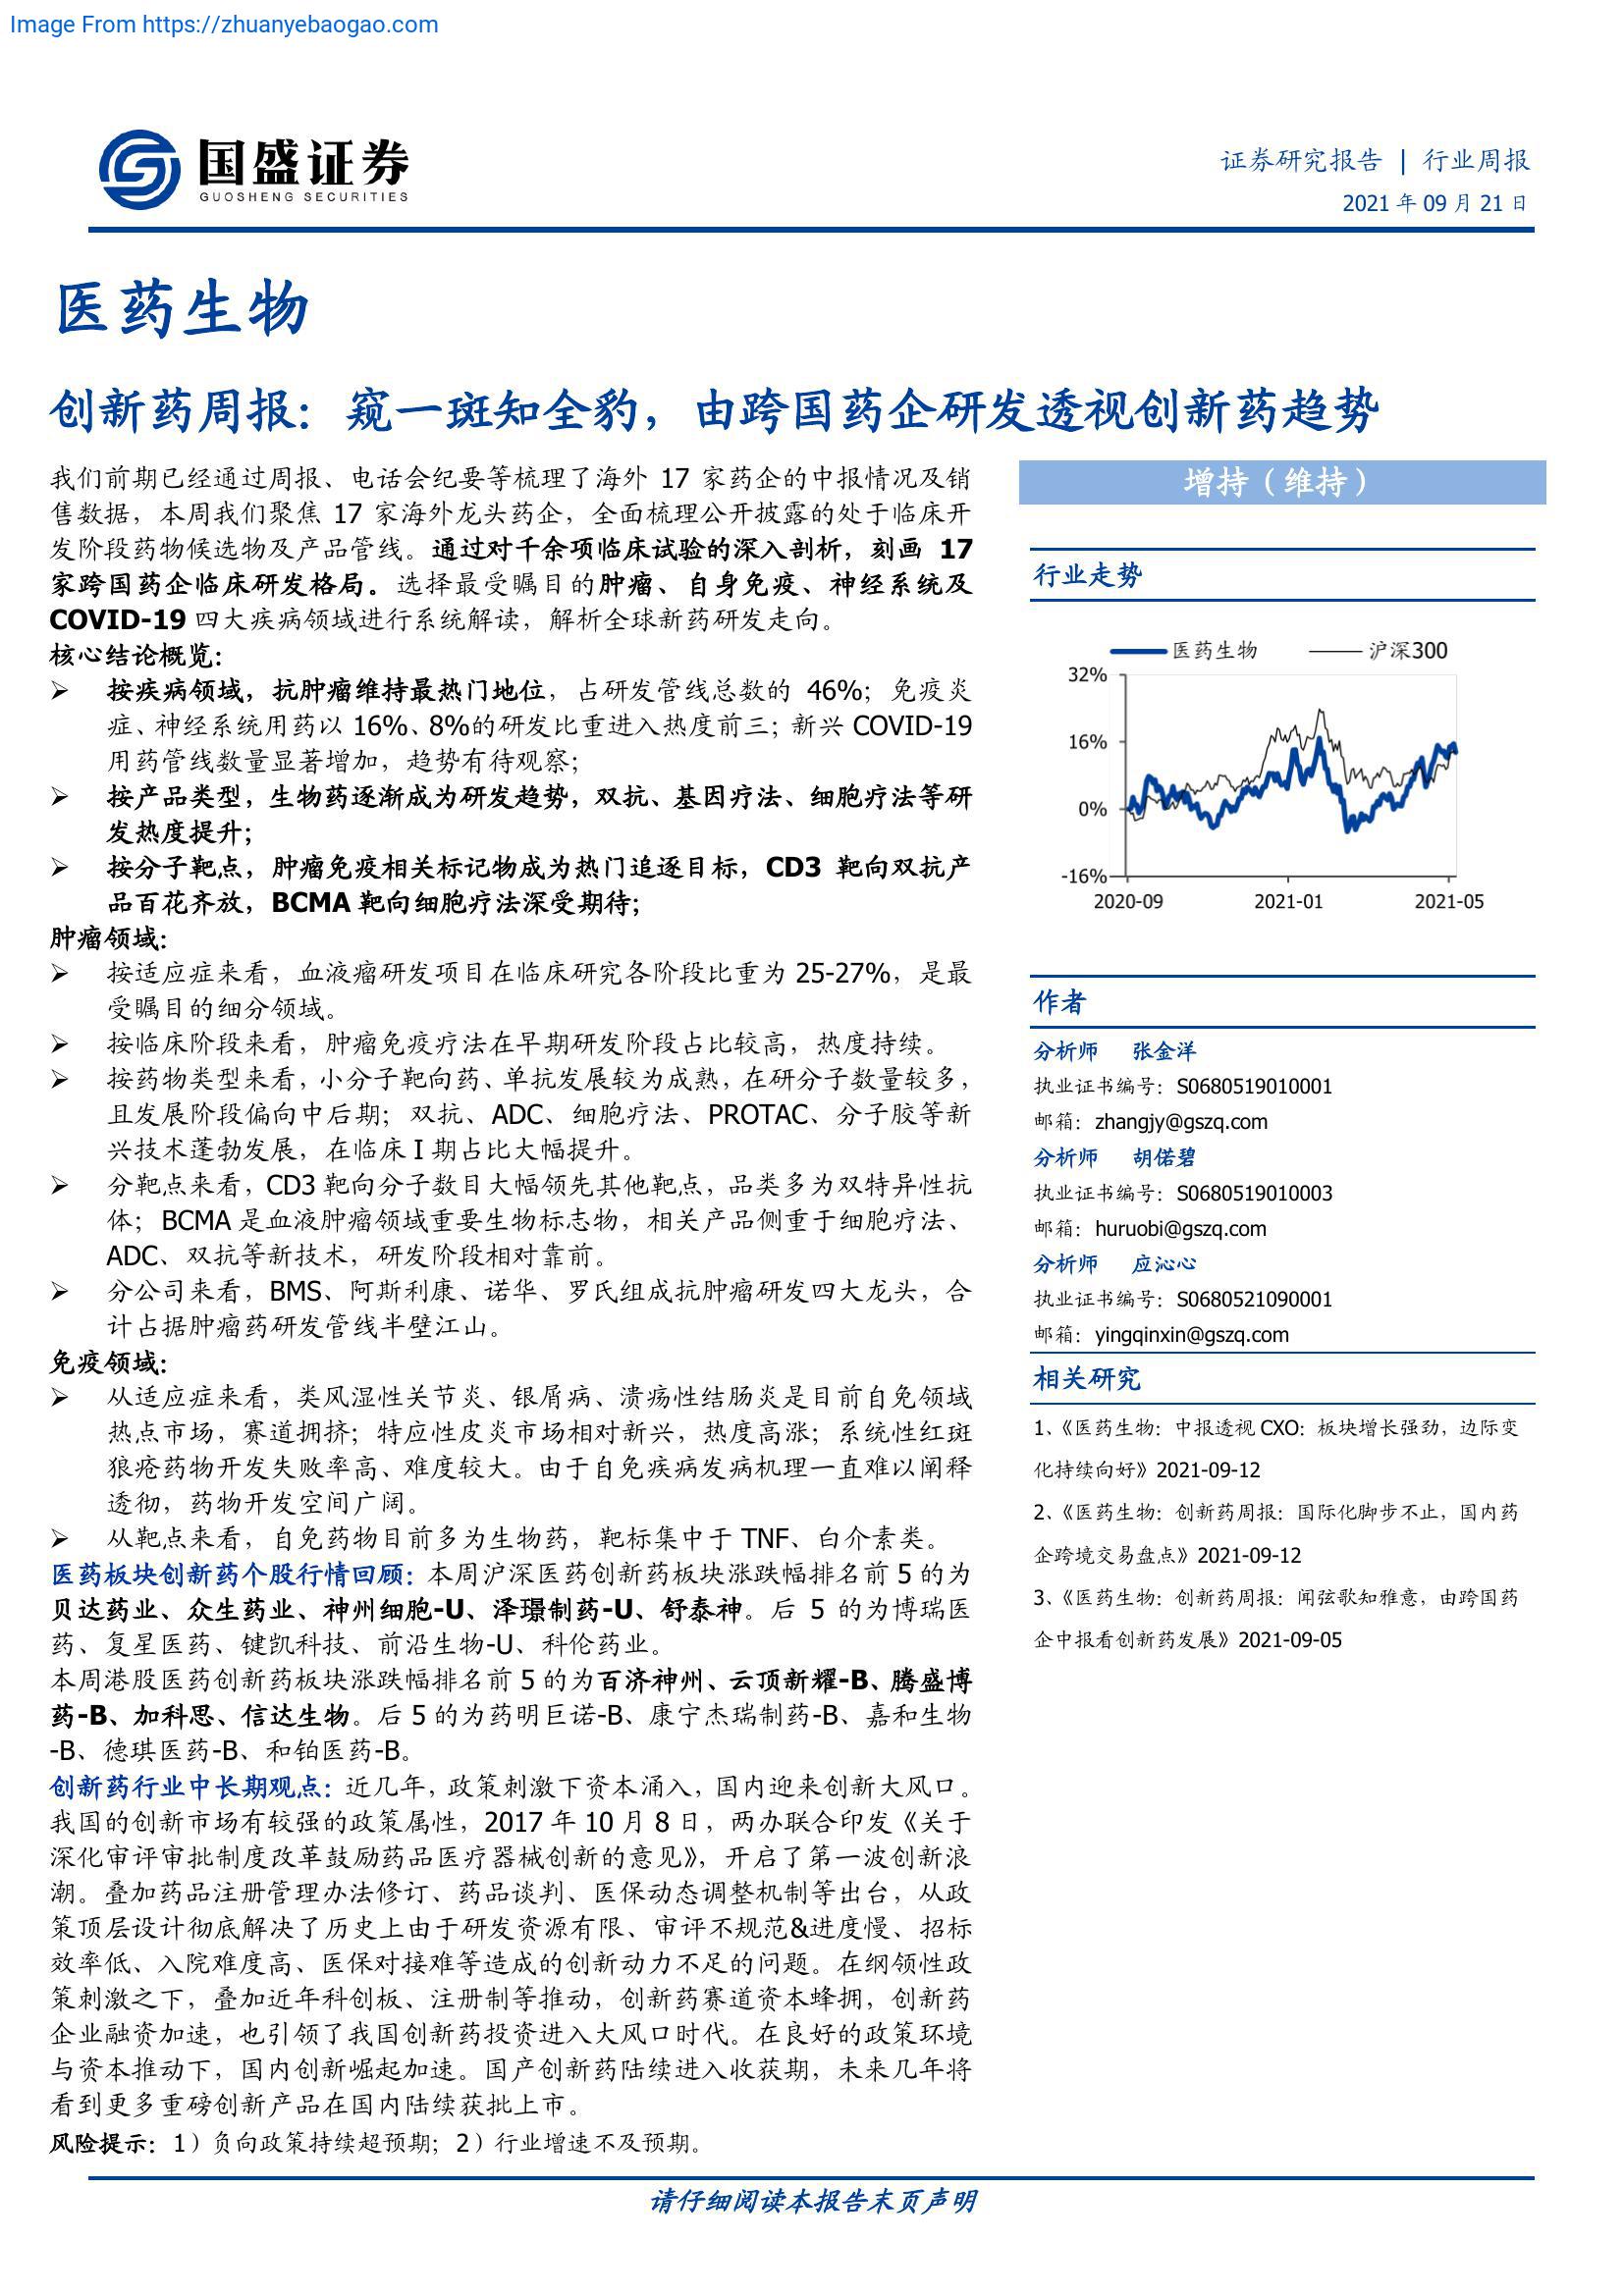 Image From https://zhuanyebaogao.com
国盛证券
GUOSHENG SECURITIES
证券研究报告 | 行业周报
2021 年 09 月 21 日
医药生物
创新药周报：窥一斑知全豹，由跨国药企研发透视创新药趋势
我们前期已经通过周报、电话会纪要等梳理了海外 17 家药企的中报情况及销
售数据，本周我们聚焦 17 家海外龙头药企，全面梳理公开披露的处于临床开
发阶段药物候选物及产品管线。通过对千余项临床试验的深入剖析，刻画 17
家跨国药企临床研发格局。选择最受瞩目的肿瘤、自身免疫、神经系统及
COVID-19 四大疾病领域进行系统解读，解析全球新药研发走向。
核心结论概览：
➢ 按疾病领域，抗肿瘤维持最热门地位，占研发管线总数的 46%；免疫炎
症、神经系统用药以 16%、8%的研发比重进入热度前三；新兴 COVID-19
用药管线数量显著增加，趋势有待观察；
➢ 按产品类型，生物药逐渐成为研发趋势，双抗、基因疗法、细胞疗法等研
发热度提升；
➢ 按分子靶点，肿瘤免疫相关标记物成为热门追逐目标，CD3 靶向双抗产
品百花齐放，BCMA 靶向细胞疗法深受期待；
肿瘤领域：
➢ 按适应症来看，血液瘤研发项目在临床研究各阶段比重为 25-27%，是最
受瞩目的细分领域。
➢ 按临床阶段来看，肿瘤免疫疗法在早期研发阶段占比较高，热度持续。
➢ 按药物类型来看，小分子靶向药、单抗发展较为成熟，在研分子数量较多，
且发展阶段偏向中后期；双抗、ADC、细胞疗法、PROTAC、分子胶等新
兴技术蓬勃发展，在临床 I 期占比大幅提升。
➢ 分靶点来看，CD3 靶向分子数目大幅领先其他靶点，品类多为双特异性抗
体；BCMA 是血液肿瘤领域重要生物标志物，相关产品侧重于细胞疗法、
ADC、双抗等新技术，研发阶段相对靠前。
➢ 分公司来看，BMS、阿斯利康、诺华、罗氏组成抗肿瘤研发四大龙头，合
计占据肿瘤药研发管线半壁江山。
免疫领域：
➢ 从适应症来看，类风湿性关节炎、银屑病、溃疡性结肠炎是目前自免领域
热点市场，赛道拥挤；特应性皮炎市场相对新兴，热度高涨；系统性红斑
狼疮药物开发失败率高、难度较大。由于自免疾病发病机理一直难以阐释
透彻，药物开发空间广阔。
➢ 从靶点来看，自免药物目前多为生物药，靶标集中于 TNF、白介素类。
医药板块创新药个股行情回顾：本周沪深医药创新药板块涨跌幅排名前 5 的为
贝达药业、众生药业、神州细胞-U、泽璟制药-U、舒泰神。后 5 的为博瑞医
药、复星医药、键凯科技、前沿生物-U、科伦药业。
本周港股医药创新药板块涨跌幅排名前 5 的为百济神州、云顶新耀-B、腾盛博
药-B、加科思、信达生物。后 5 的为药明巨诺-B、康宁杰瑞制药-B、嘉和生物
-B、德琪医药-B、和铂医药-B。
创新药行业中长期观点：近几年，政策刺激下资本涌入，国内迎来创新大风口。
我国的创新市场有较强的政策属性，2017 年 10 月 8 日，两办联合印发《关于
深化审评审批制度改革鼓励药品医疗器械创新的意见》，开启了第一波创新浪
潮。叠加药品注册管理办法修订、药品谈判、医保动态调整机制等出台，从政
策顶层设计彻底解决了历史上由于研发资源有限、审评不规范&进度慢、招标
效率低、入院难度高、医保对接难等造成的创新动力不足的问题。在纲领性政
策刺激之下，叠加近年科创板、注册制等推动，创新药赛道资本蜂拥，创新药
企业融资加速，也引领了我国创新药投资进入大风口时代。在良好的政策环境
与资本推动下，国内创新崛起加速。国产创新药陆续进入收获期，未来几年将
看到更多重磅创新产品在国内陆续获批上市。
风险提示：1）负向政策持续超预期；2）行业增速不及预期。
增持（维持）
行业走势
医药生物 沪深300
32%
16%
0%
-16%
2020-09 2021-01 2021-05
作者
分析师 张金洋
执业证书编号：S0680519010001
邮箱：zhangjy@gszq.com
分析师 胡偌碧
执业证书编号：S0680519010003
邮箱：huruobi@gszq.com
分析师 应沁心
执业证书编号：S0680521090001
邮箱：yingqinxin@gszq.com
相关研究
1、《医药生物：中报透视 CXO：板块增长强劲，边际变
化持续向好》2021-09-12
2、《医药生物：创新药周报：国际化脚步不止，国内药
企跨境交易盘点》2021-09-12
3、《医药生物：创新药周报：闻弦歌知雅意，由跨国药
企中报看创新药发展》2021-09-05
请仔细阅读本报告末页声明